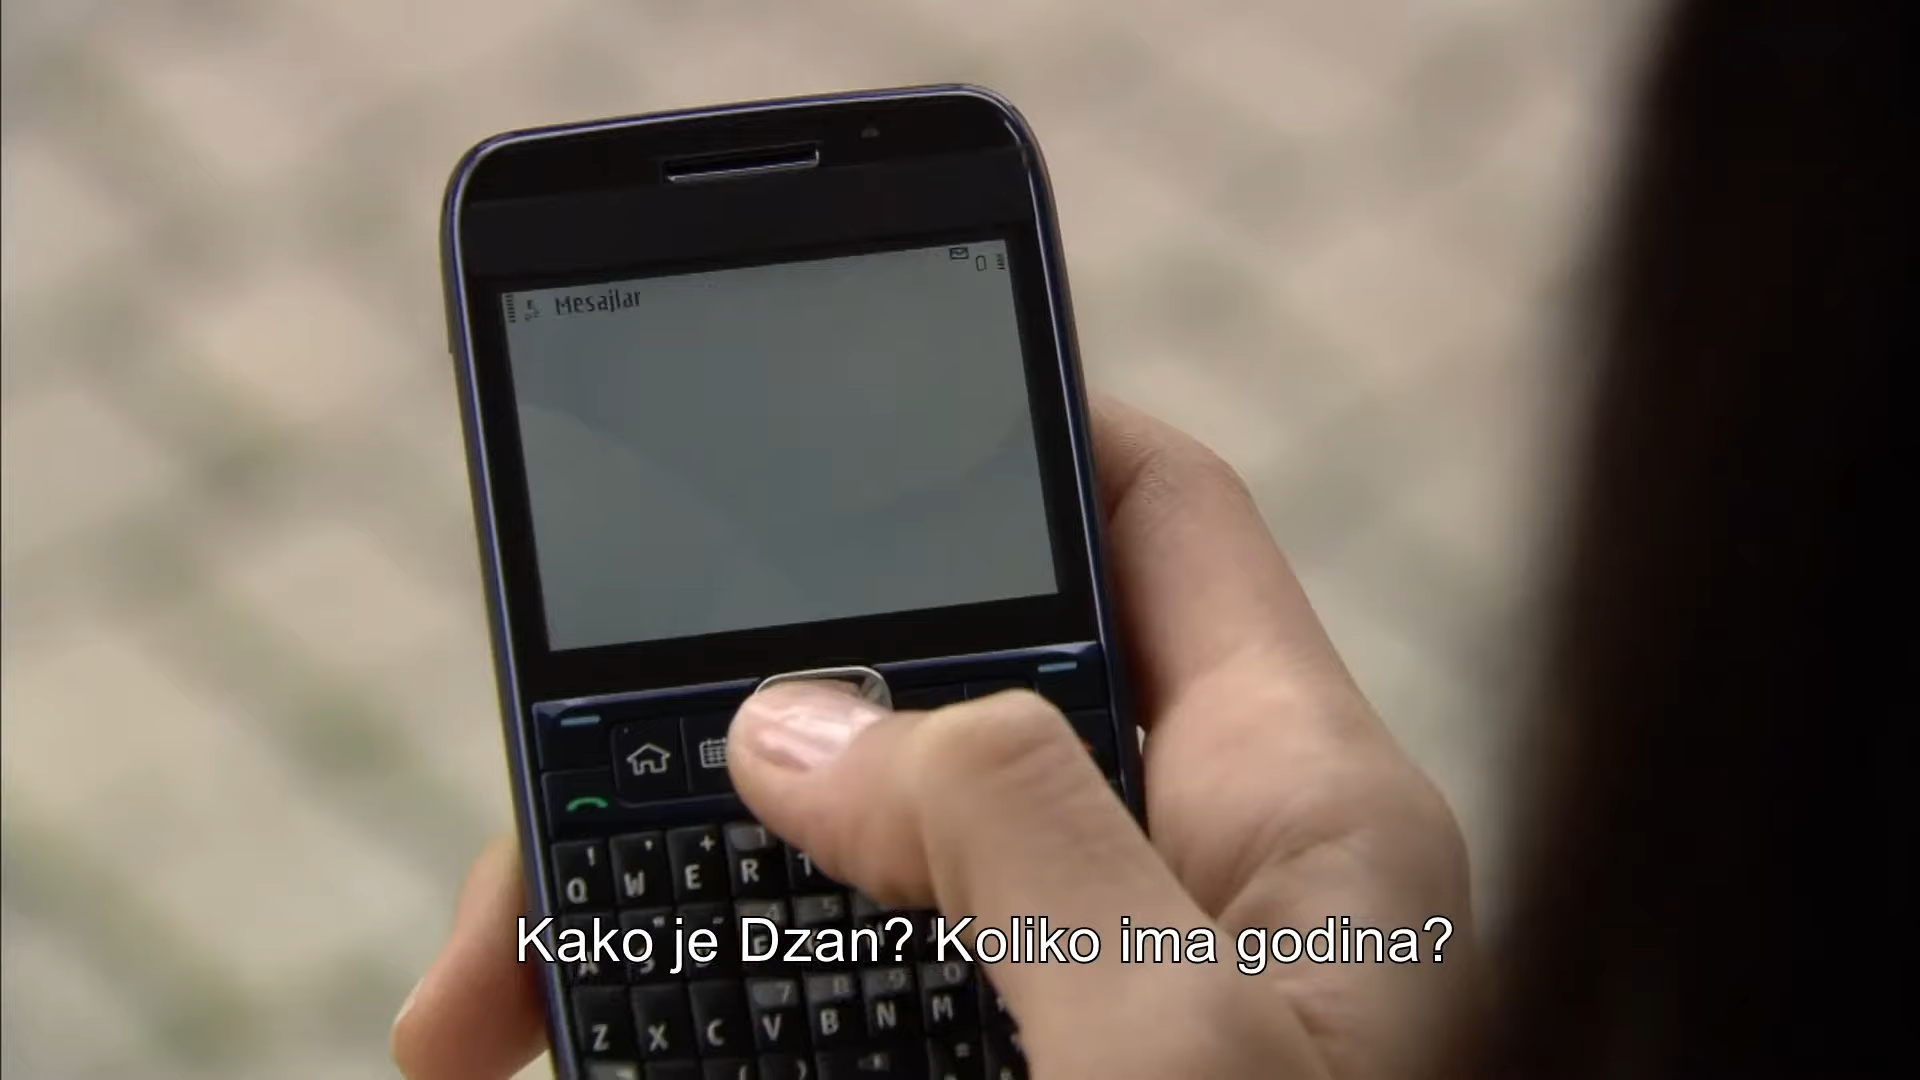 Mesajlar
Q W E R T
Kako je Dzan? Koliko ima godina?
Z X C V B N M